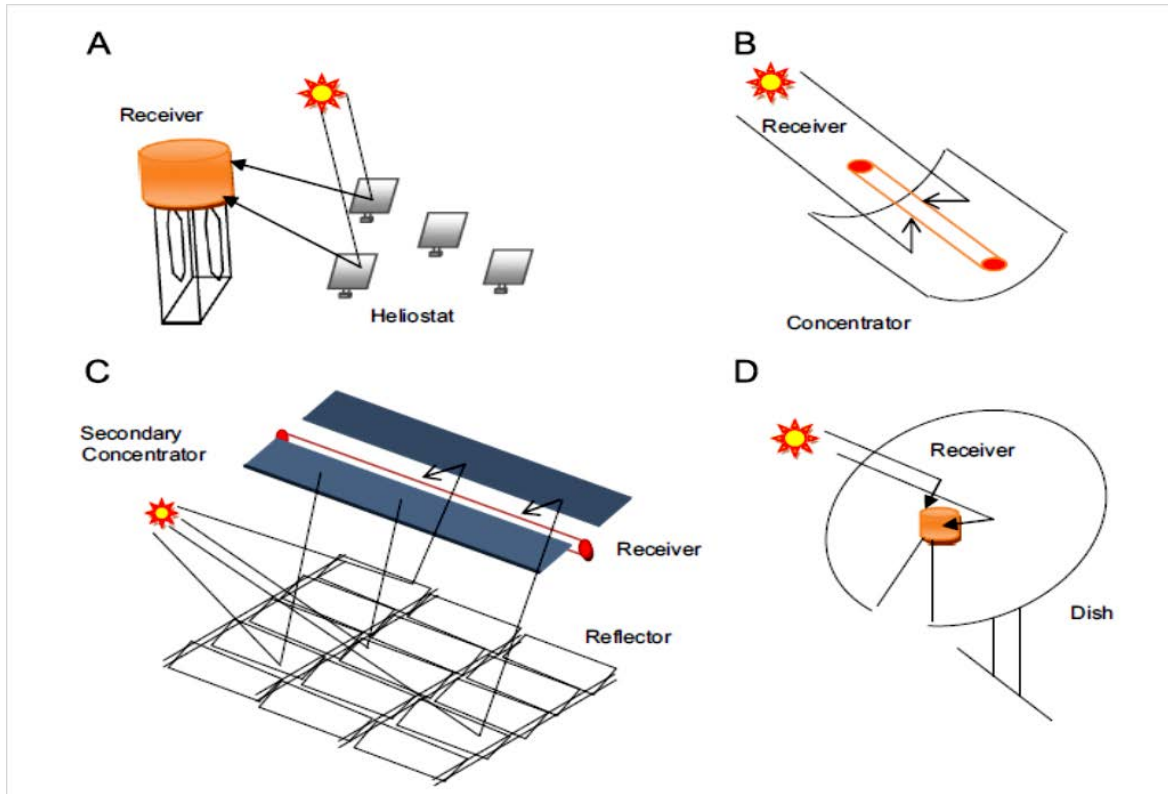 A
Receiver
Heliostat
B
Receiver
Concentrator
C
Secondary
Concentrator
Receiver
Reflector
D
Receiver
Dish